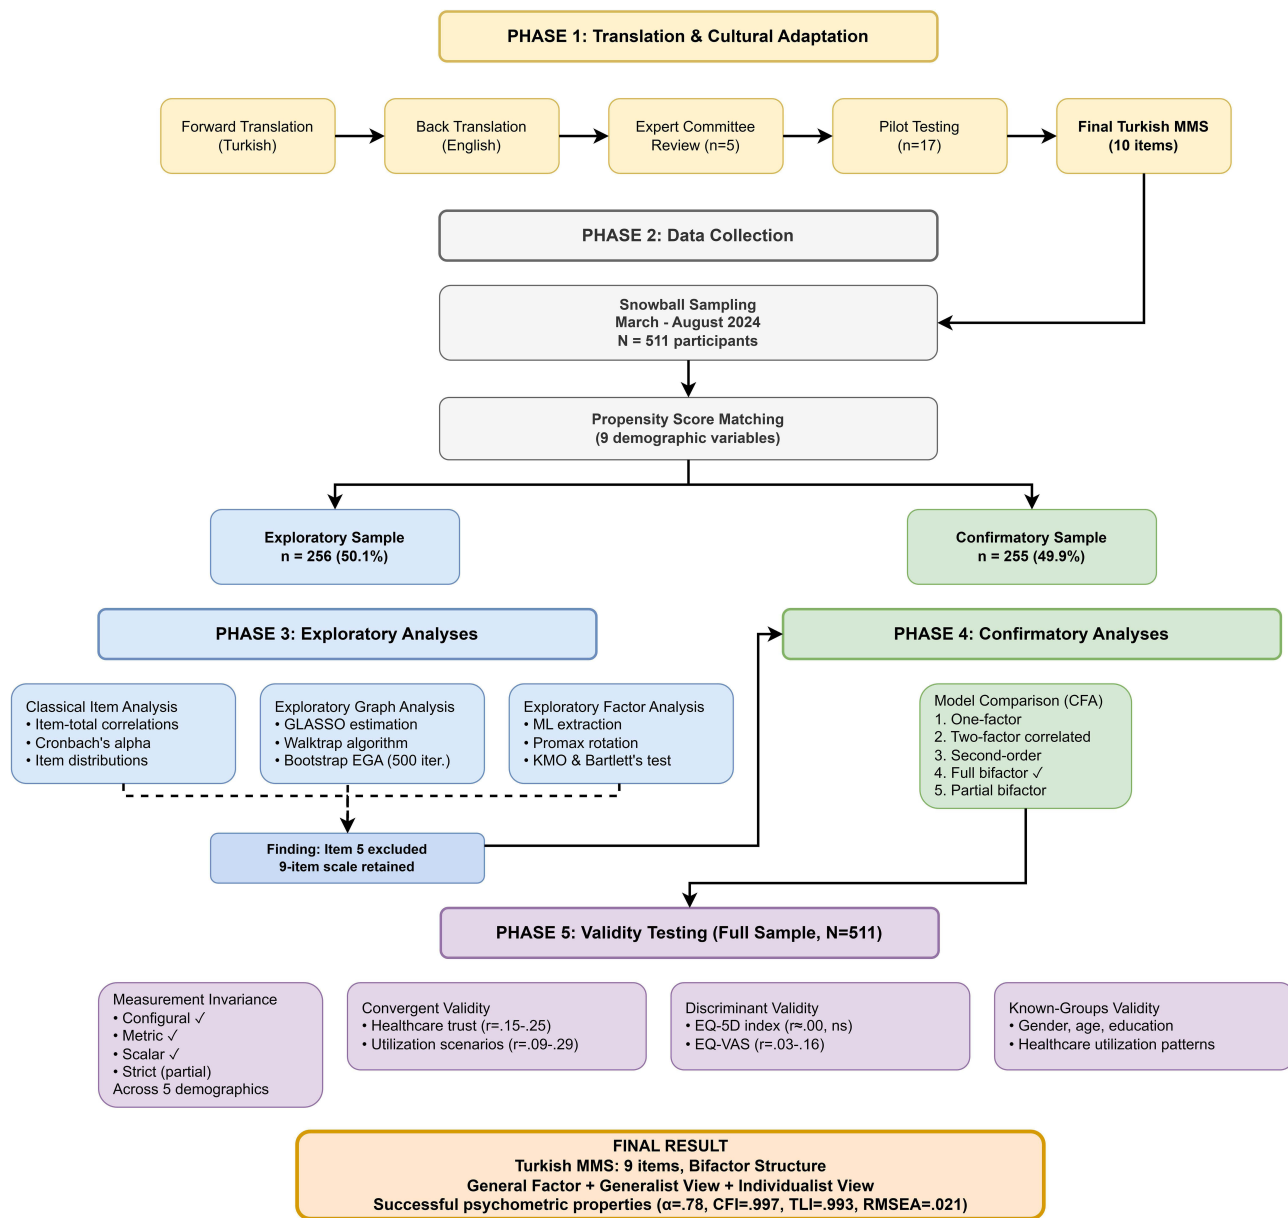 PHASE 1: Translation & Cultural Adaptation
Forward Translation
(Turkish)
Back Translation
(English)
Expert Committee
Review (n=5)
Pilot Testing
(n=17)
Final Turkish MMS
(10 items)
PHASE 2: Data Collection
Snowball Sampling
March - August 2024
N = 511 participants
Propensity Score Matching
(9 demographic variables)
Exploratory Sample
n = 256 (50.1%)
Confirmatory Sample
n = 255 (49.9%)
PHASE 3: Exploratory Analyses
PHASE 4: Confirmatory Analyses
Classical Item Analysis
• Item-total correlations
• Cronbach's alpha
• Item distributions
Exploratory Graph Analysis
• GLASSO estimation
• Walktrap algorithm
• Bootstrap EGA (500 iter.)
Exploratory Factor Analysis
• ML extraction
• Promax rotation
• KMO & Bartlett's test
Model Comparison (CFA)
1. One-factor
2. Two-factor correlated
3. Second-order
4. Full bifactor ✓
5. Partial bifactor
Finding: Item 5 excluded
9-item scale retained
PHASE 5: Validity Testing (Full Sample, N=511)
Measurement Invariance
• Configural ✓
• Metric ✓
• Scalar ✓
• Strict (partial)
Across 5 demographics
Convergent Validity
• Healthcare trust (r=.15-.25)
• Utilization scenarios (r=.09-.29)
Discriminant Validity
• EQ-5D index (r≈.00, ns)
• EQ-VAS (r=.03-.16)
Known-Groups Validity
• Gender, age, education
• Healthcare utilization patterns
FINAL RESULT
Turkish MMS: 9 items, Bifactor Structure
General Factor + Generalist View + Individualist View
Successful psychometric properties (α=.78, CFI=.997, TLI=.993, RMSEA=.021)